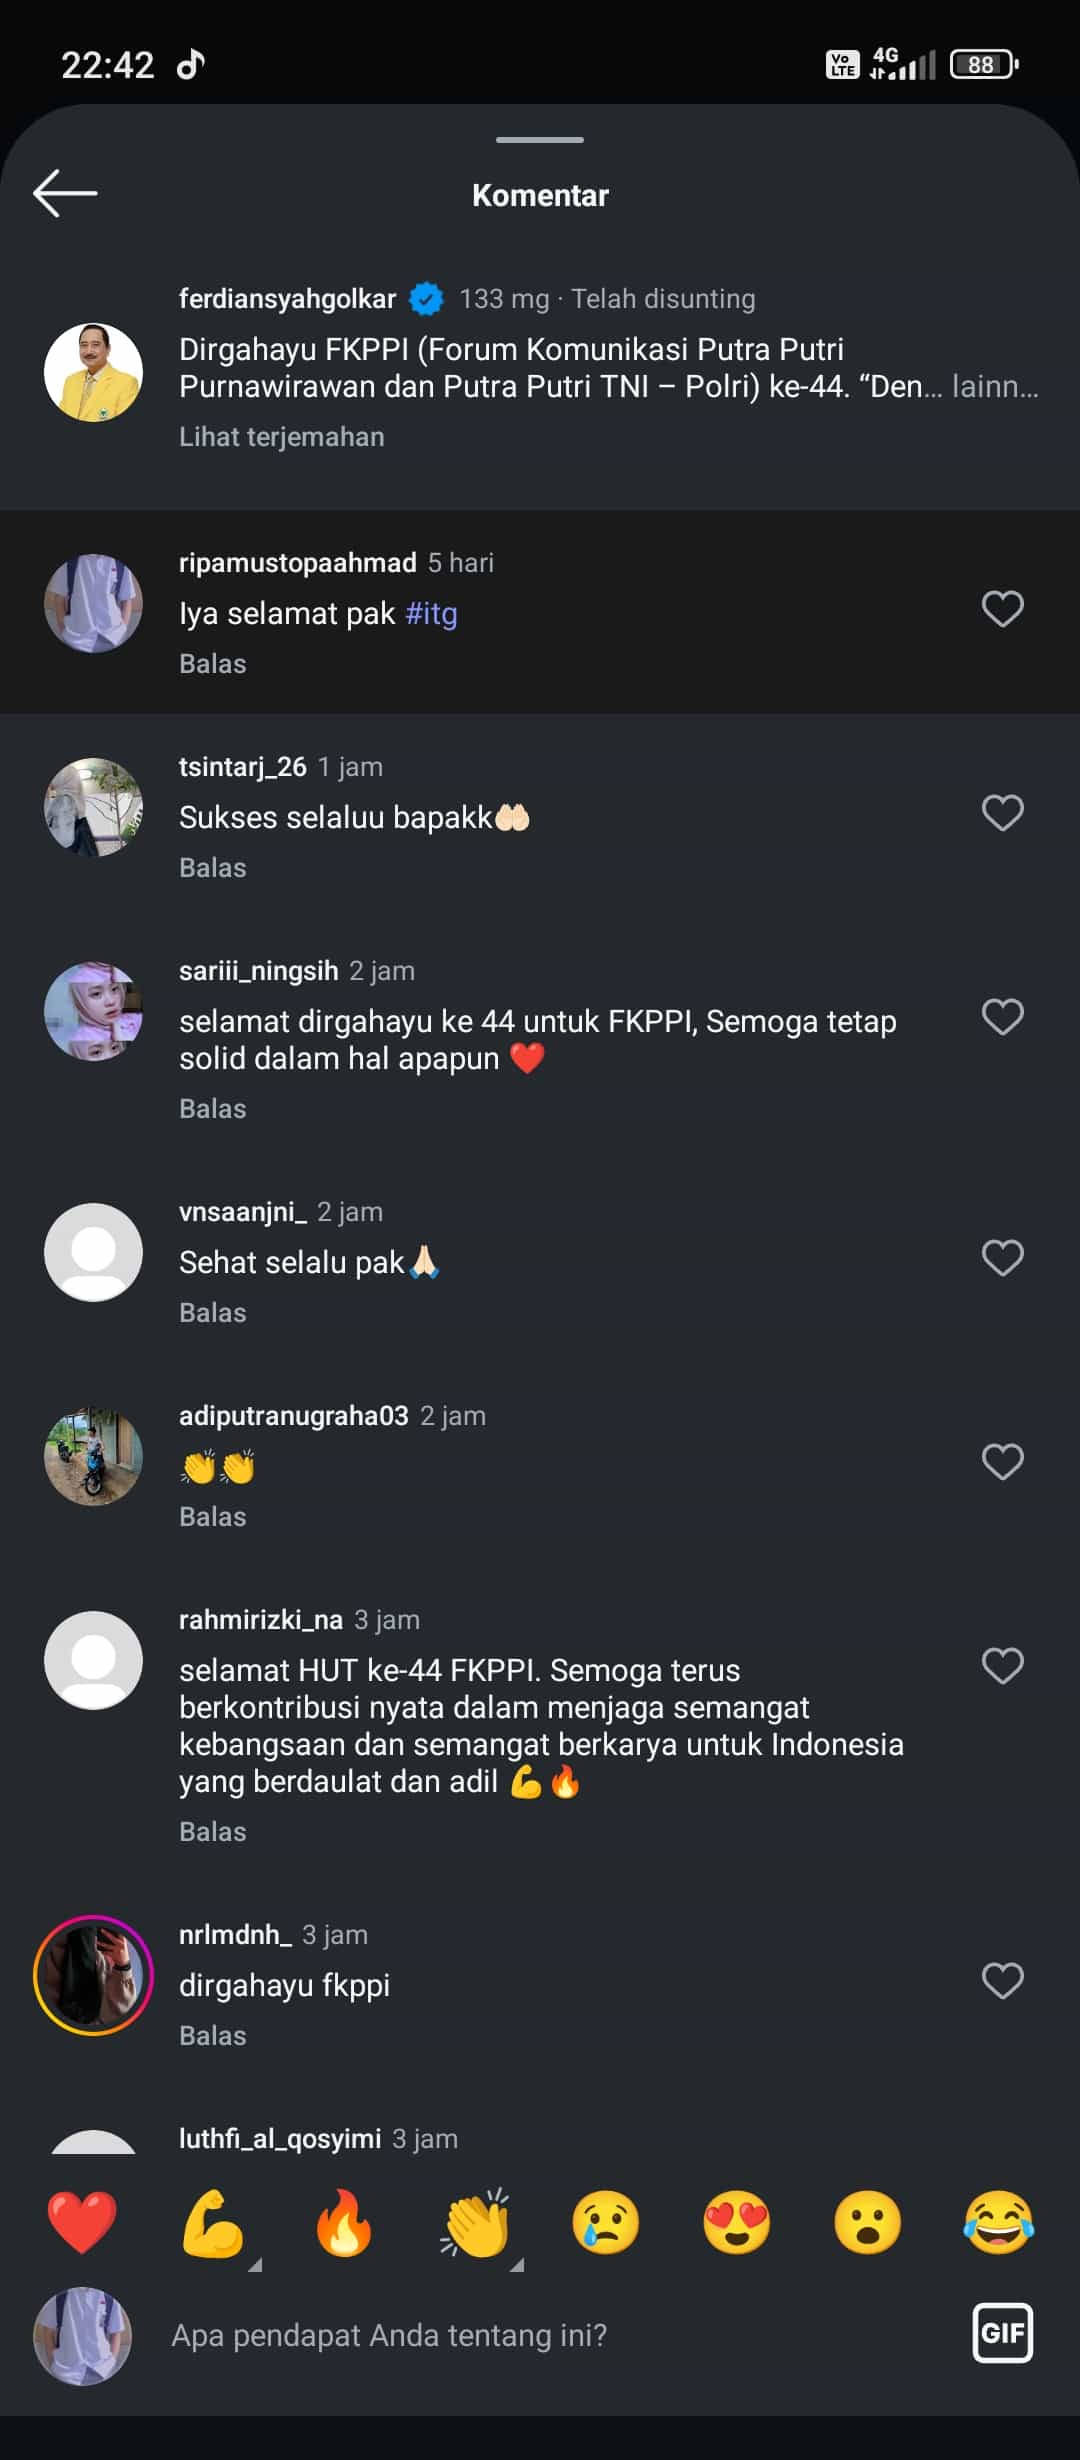 22:42
Vo LTE 4G 88
Komentar
ferdiansyahgolkar 133 mg · Telah disunting
Dirgahayu FKPPI (Forum Komunikasi Putra Putri
Purnawirawan dan Putra Putri TNI – Polri) ke-44. “Den... lainn...
Lihat terjemahan
ripamustopaahmad 5 hari
Iya selamat pak #itg
Balas
tsintarj_26 1 jam
Sukses selaluu bapakk🤲🏻
Balas
sariii_ningsih 2 jam
selamat dirgahayu ke 44 untuk FKPPI, Semoga tetap
solid dalam hal apapun ❤️
Balas
vnsaanjni_ 2 jam
Sehat selalu pak🙏🏻
Balas
adiputranugraha03 2 jam
👏👏
Balas
rahmirizki_na 3 jam
selamat HUT ke-44 FKPPI. Semoga terus
berkontribusi nyata dalam menjaga semangat
kebangsaan dan semangat berkarya untuk Indonesia
yang berdaulat dan adil 💪🔥
Balas
nrlmdnh_ 3 jam
dirgahayu fkppi
Balas
luthfi_al_qosyimi 3 jam
❤️ 💪 🔥 👏 😢 😍 😮 😂
Apa pendapat Anda tentang ini?
GIF